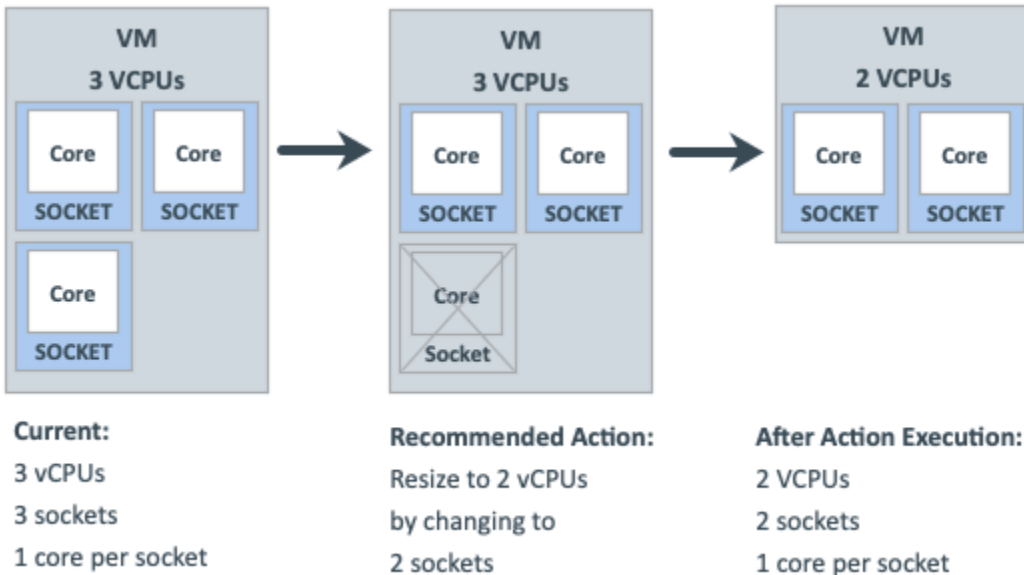 VM
3 VCPUs
Core
Core
SOCKET
SOCKET
Core
SOCKET
Current:
3 vCPUs
3 sockets
1 core per socket
VM
3 VCPUs
Core
Core
SOCKET
SOCKET
Core
Socket
Recommended Action:
Resize to 2 vCPUs
by changing to
2 sockets
VM
2 VCPUs
Core
Core
SOCKET
SOCKET
After Action Execution:
2 VCPUs
2 sockets
1 core per socket